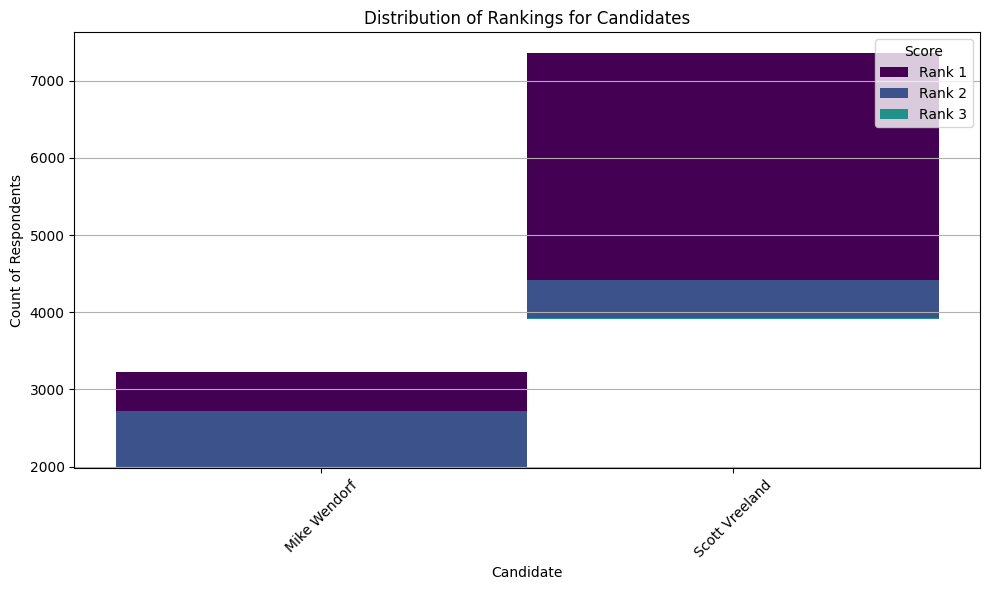 Distribution of Rankings for Candidates
Score
Rank 1
Rank 2
Rank 3
7000
6000
5000
4000
3000
2000
Count of Respondents
Mike Wendorf
Scott Vreeland
Candidate